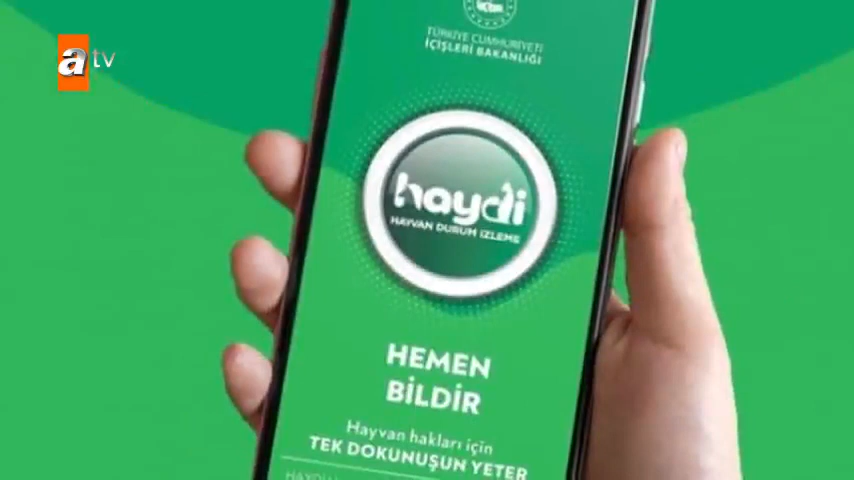 atv
TÜRKİYE CUMHURİYETİ
İÇİŞLERİ BAKANLIĞI
haydi
HAYVAN DURUM İZLEME
HEMEN
BİLDİR
Hayvan hakları için
TEK DOKUNUŞUN YETER